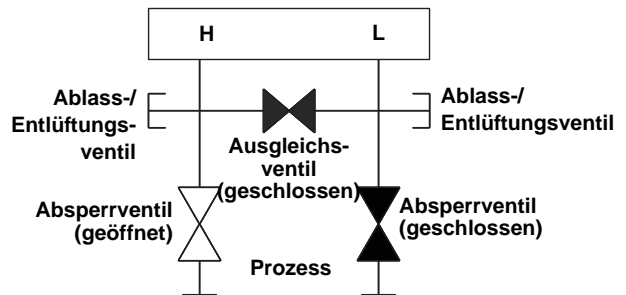 H
L
Ablass-/
Entlüftungs-
ventil
Ablass-/
Entlüftungsventil
Ausgleichs-
ventil
(geschlossen)
Absperrventil
(geöffnet)
Absperrventil
(geschlossen)
Prozess